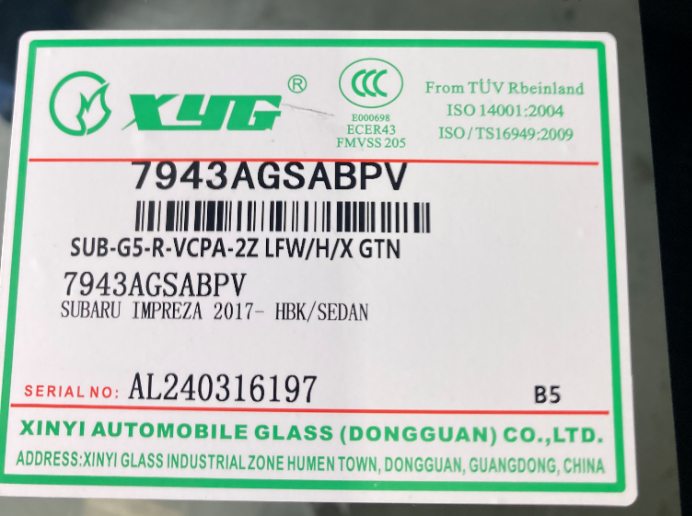 XYG ®
CCC
E000698
ECER43
FMVSS 205
From TÜV Rheinland
ISO 14001:2004
ISO/TS16949:2009
7943AGSABPV
SUB-G5-R-VCPA-2Z LFW/H/X GTN
7943AGSABPV
SUBARU IMPREZA 2017- HBK/SEDAN
SERIAL NO: AL240316197
B5
XINYI AUTOMOBILE GLASS (DONGGUAN) CO.,LTD.
ADDRESS:XINYI GLASS INDUSTRIAL ZONE HUMEN TOWN, DONGGUAN, GUANGDONG, CHINA